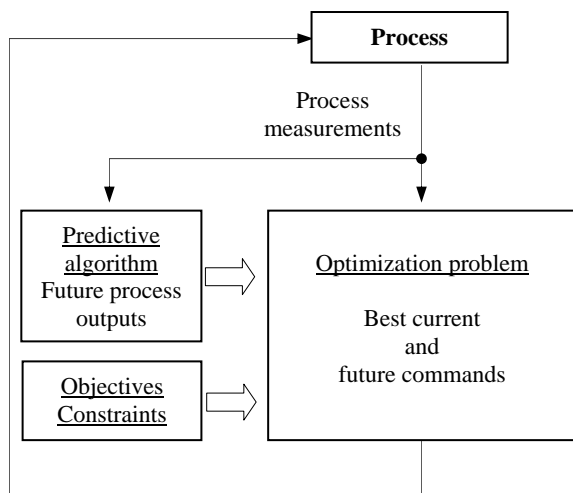 Process
Process
measurements
Predictive
algorithm
Future process
outputs
Optimization problem
Best current
and
future commands
Objectives
Constraints